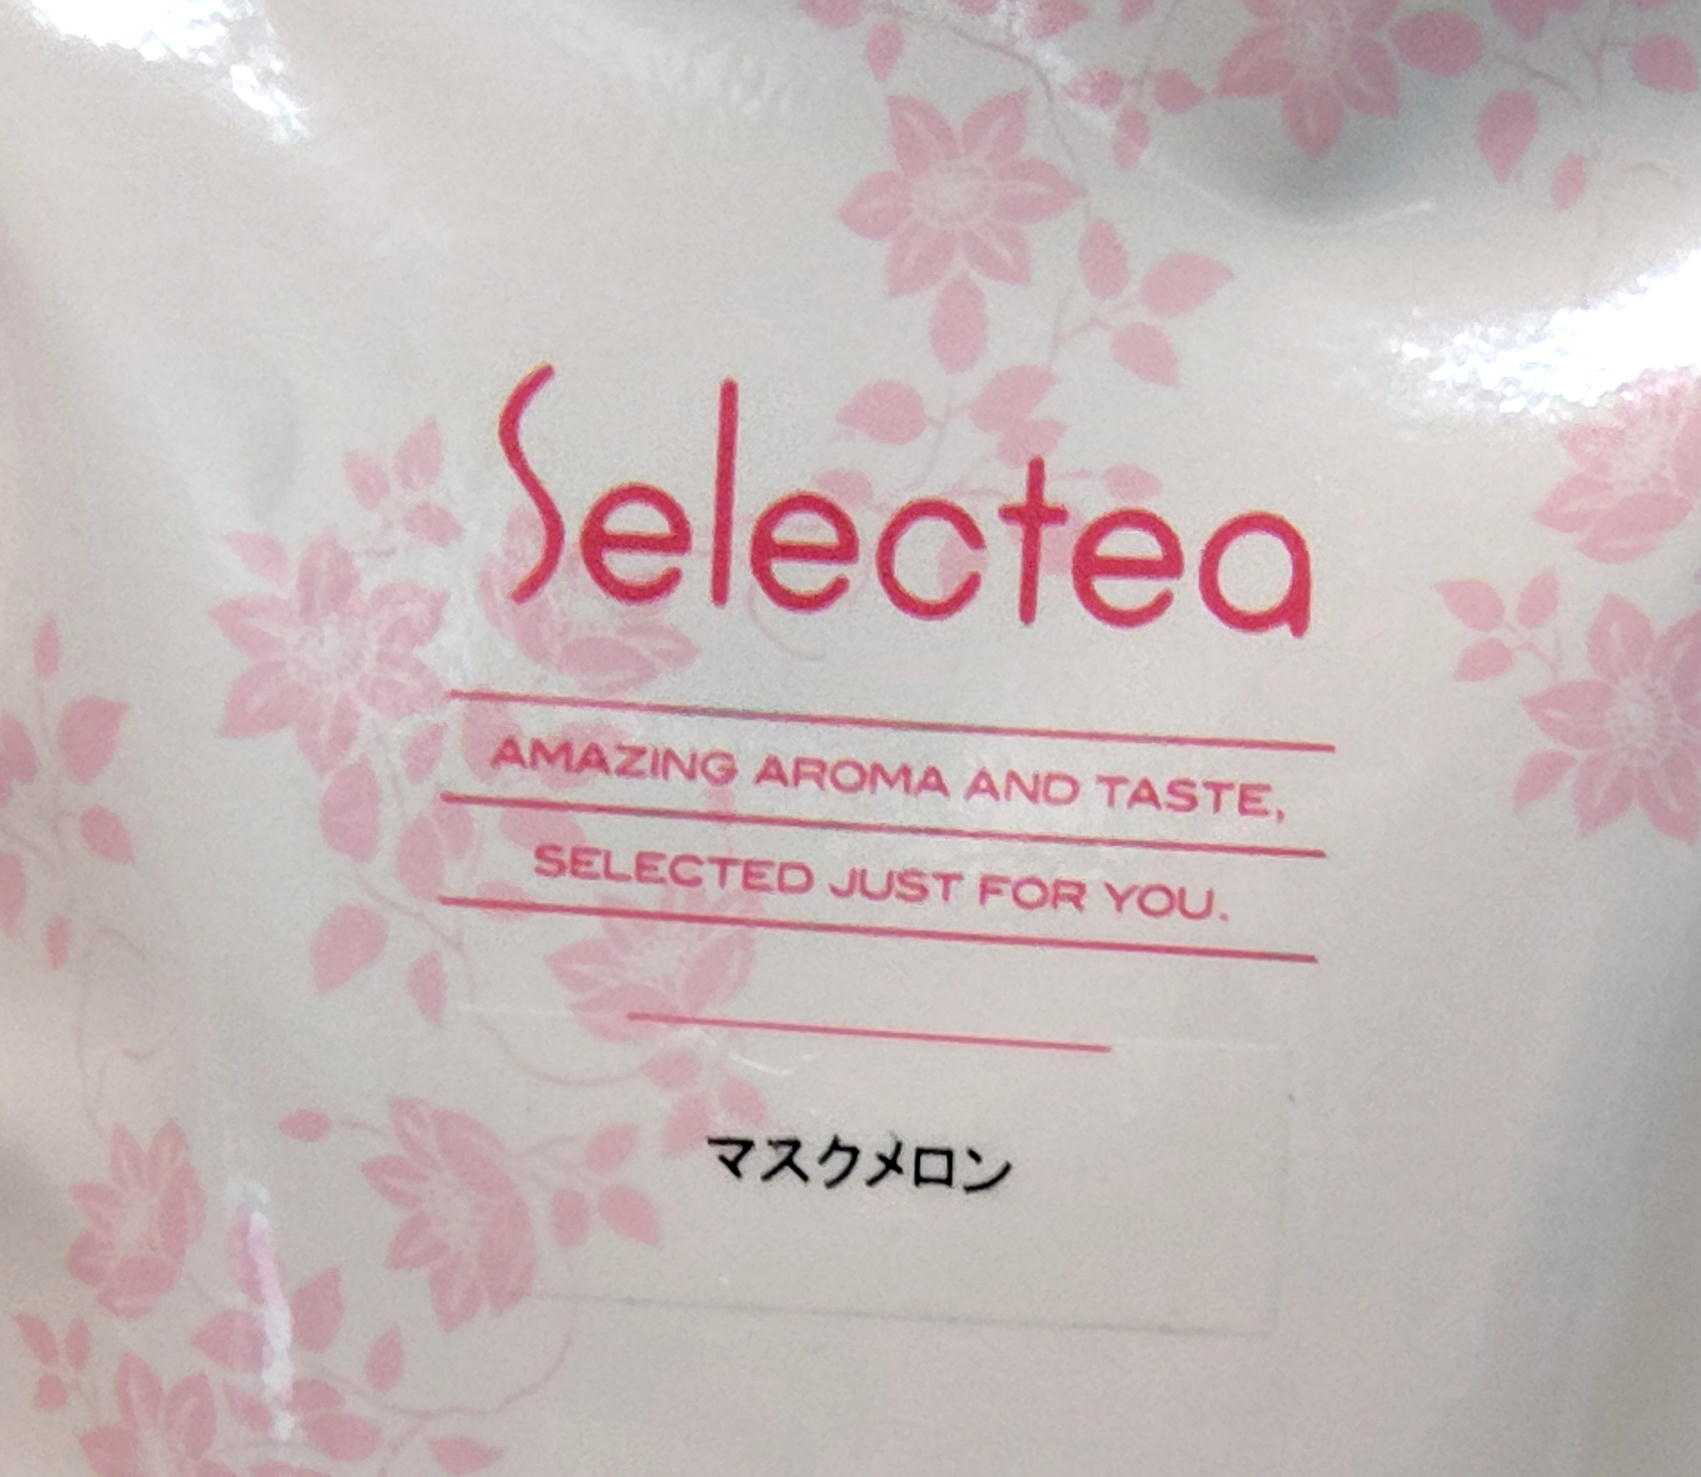 Selectea
AMAZING AROMA AND TASTE,
SELECTED JUST FOR YOU.
マスクメロン